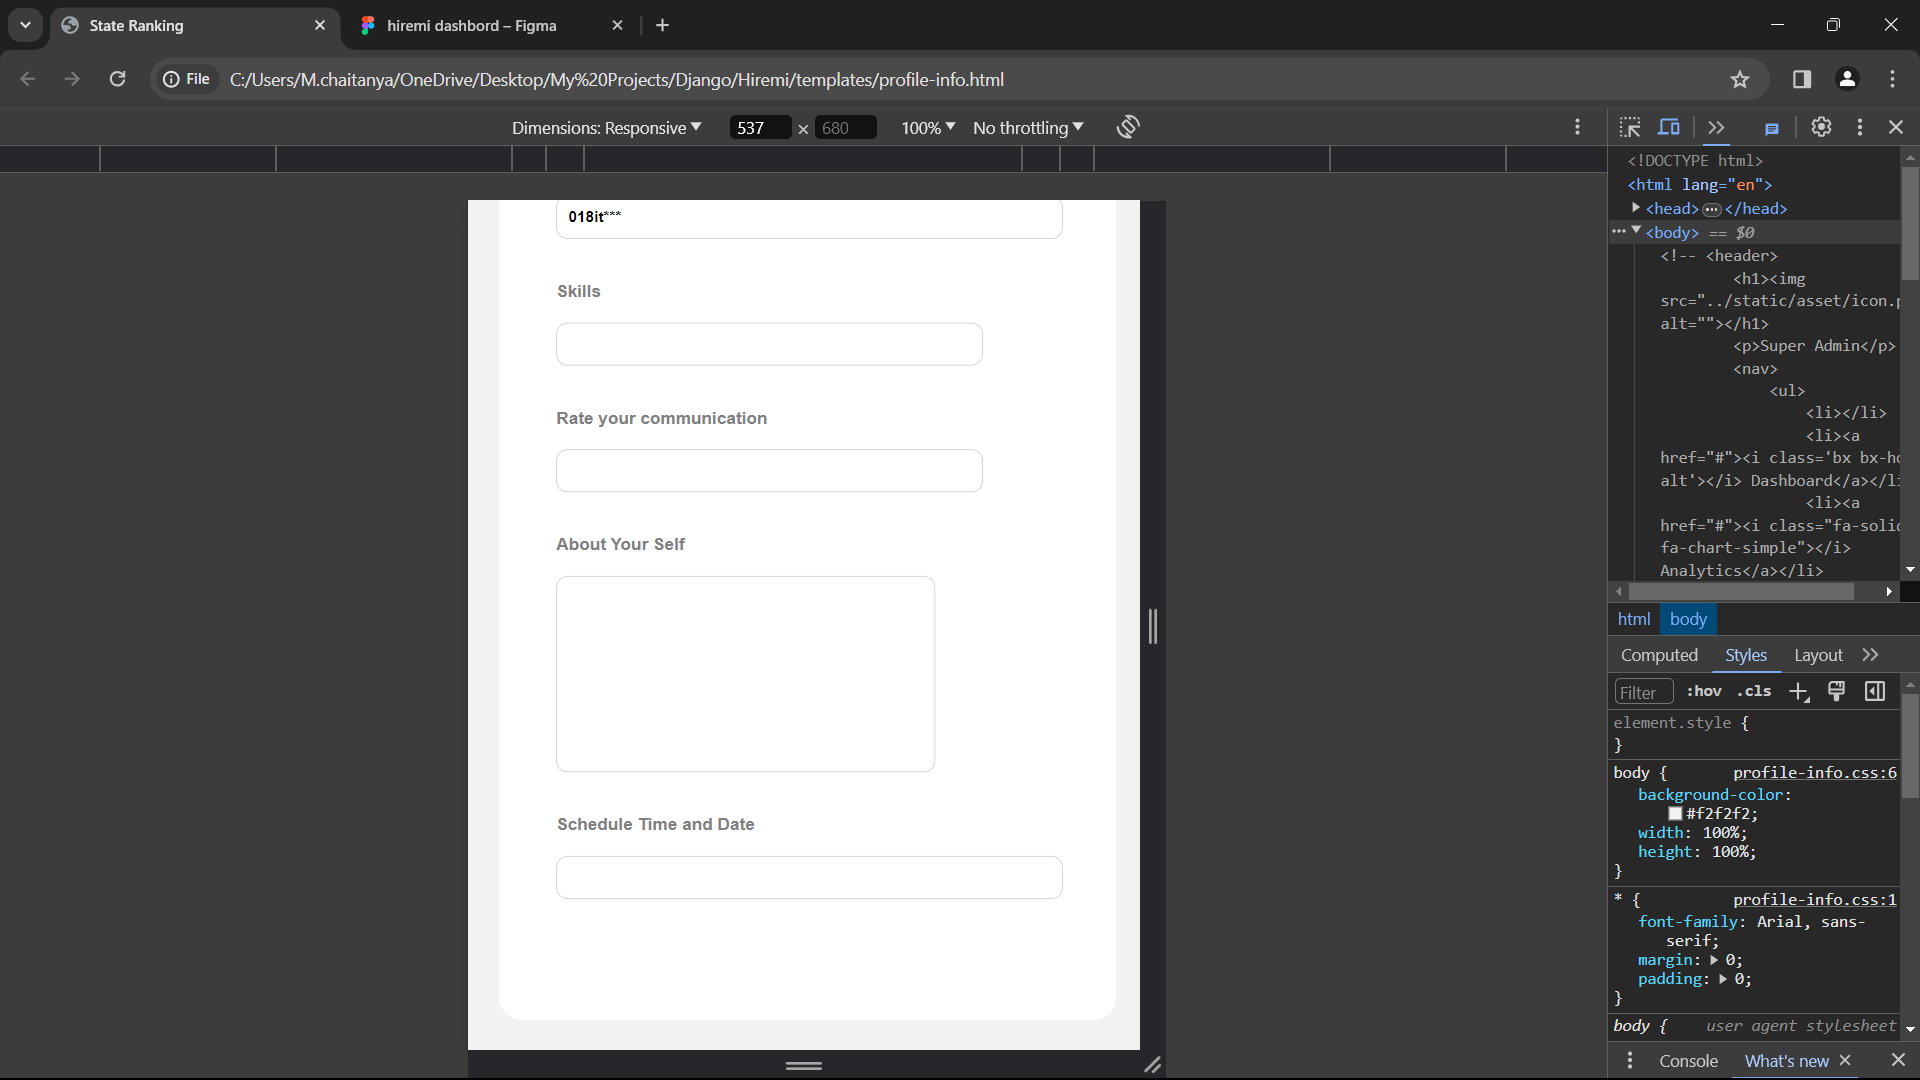 State Ranking
hiremi dashbord – Figma
File
C:/Users/M.chaitanya/OneDrive/Desktop/My%20Projects/Django/Hiremi/templates/profile-info.html
Dimensions: Responsive
537 × 680
100%
No throttling
018it***
Skills
Rate your communication
About Your Self
Schedule Time and Date
<!DOCTYPE html>
<html lang="en">
<head> ⋯ </head>
<body> == $0
<!-- <header>
<h1><img
src="../static/asset/icon.p
alt=""></h1>
<p>Super Admin</p>
<nav>
<ul>
<li></li>
<li><a
href="#"><i class='bx bx-ho
alt'></i> Dashboard</a></li
<li><a
href="#"><i class="fa-solid
fa-chart-simple"></i>
Analytics</a></li>
html
body
Computed
Styles
Layout
Filter
:hov
.cls
element.style {
}
body { profile-info.css:6
background-color:
#f2f2f2;
width: 100%;
height: 100%;
}
* { profile-info.css:1
font-family: Arial, sans-
serif;
margin: 0;
padding: 0;
}
body { user agent stylesheet
Console
What's new